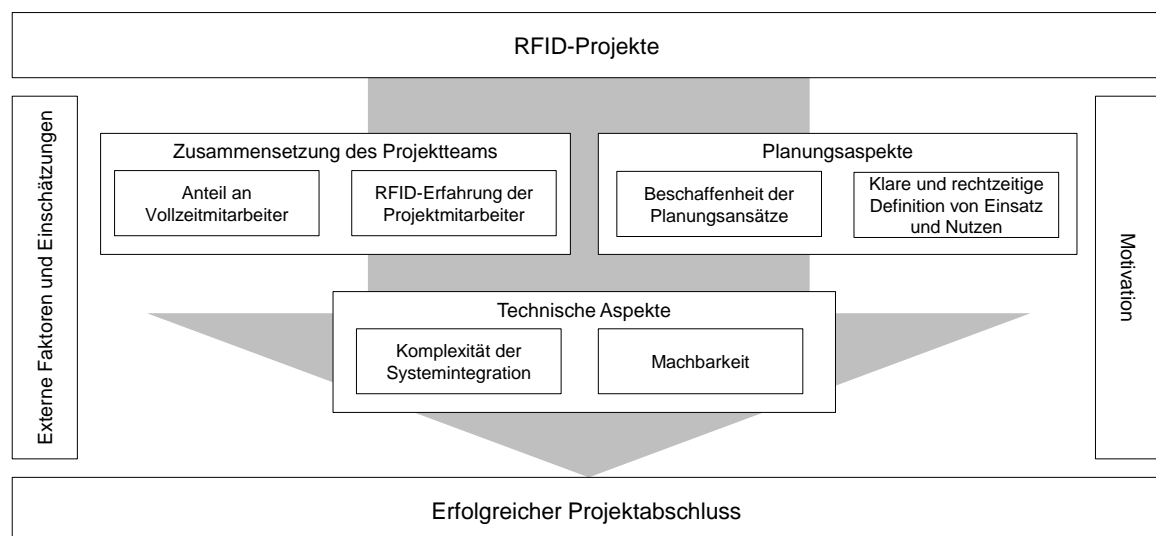 RFID-Projekte
Externe Faktoren und Einschätzungen
Zusammensetzung des Projektteams
Anteil an
Vollzeitmitarbeiter
RFID-Erfahrung der
Projektmitarbeiter
Planungsaspekte
Beschaffenheit der
Planungsansätze
Klare und rechtzeitige
Definition von Einsatz
und Nutzen
Technische Aspekte
Komplexität der
Systemintegration
Machbarkeit
Motivation
Erfolgreicher Projektabschluss